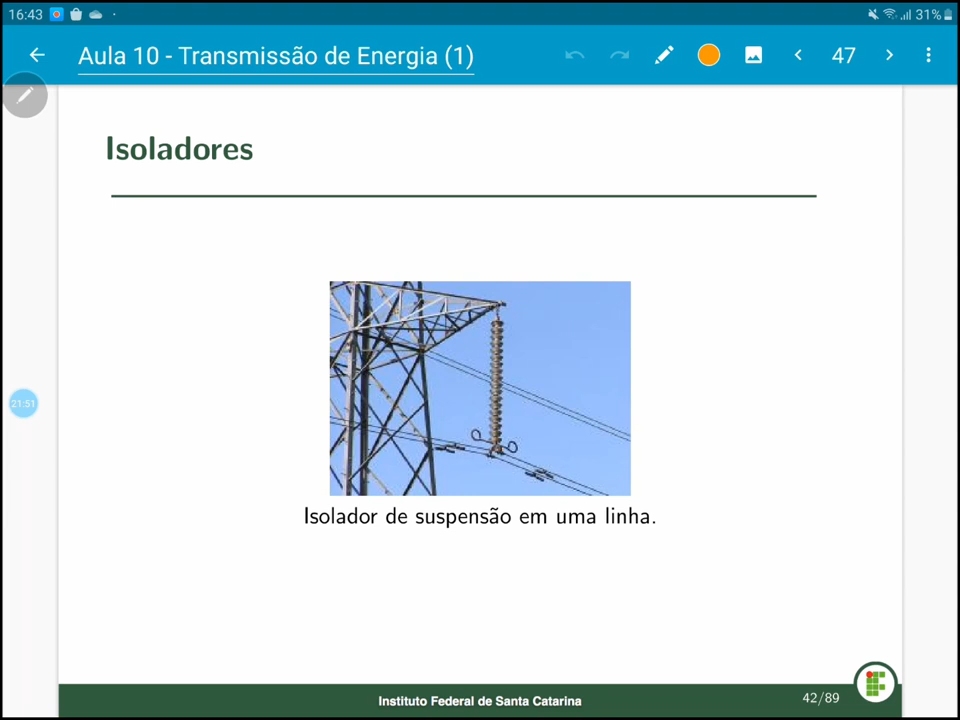 16:43
31%
Aula 10 - Transmissão de Energia (1)
47
Isoladores
21:51
Isolador de suspensão em uma linha.
Instituto Federal de Santa Catarina
42/89